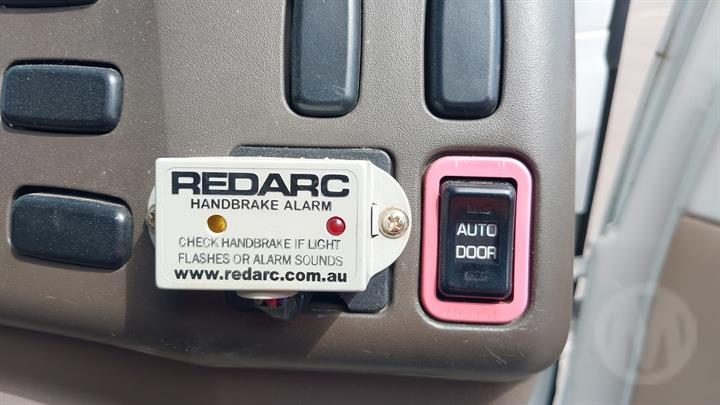 REDARC
HANDBRAKE ALARM
CHECK HANDBRAKE IF LIGHT
FLASHES OR ALARM SOUNDS
www.redarc.com.au
AUTO
DOOR